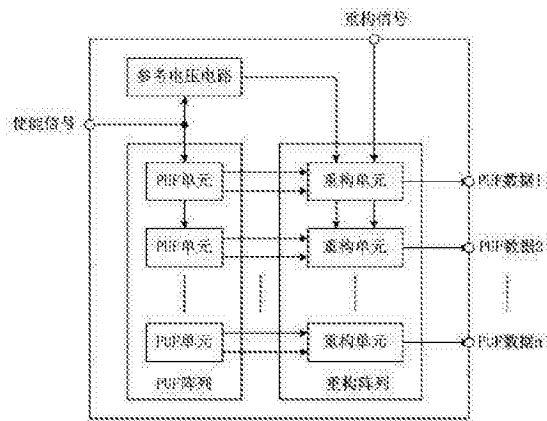 重构信号
参考电压电路
使能信号
PUF单元
重构单元
PUF数据1
PUF单元
重构单元
PUF数据2
PUF单元
重构单元
PUF数据n
PUF阵列
重构阵列